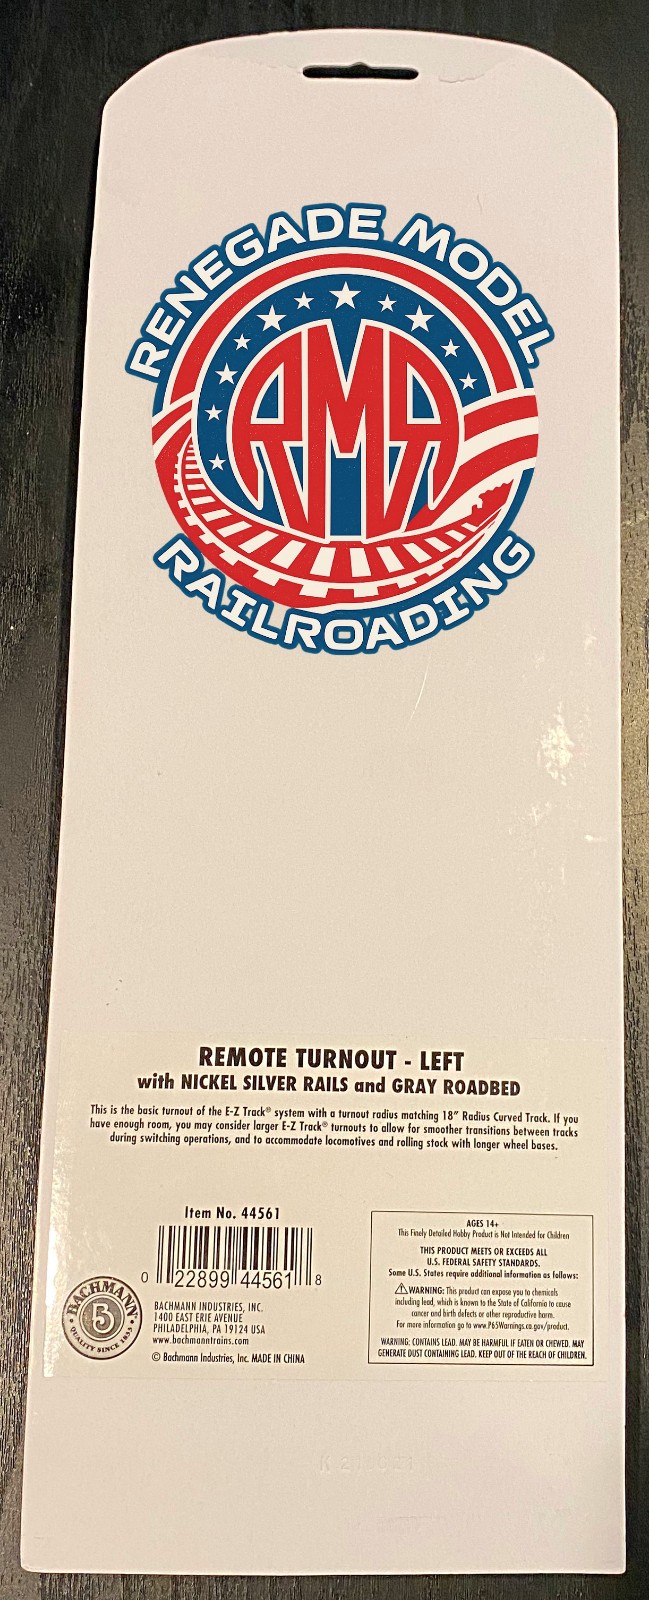 RENEGADE MODEL
RMR
RAILROADING
REMOTE TURNOUT - LEFT
with NICKEL SILVER RAILS and GRAY ROADBED
This is the basic turnout of the E-Z Track® system with a turnout radius matching 18" Radius Curved Track. If you
have enough room, you may consider larger E-Z Track® turnouts to allow for smoother transitions between tracks
during switching operations, and to accommodate locomotives and rolling stock with longer wheel bases.
Item No. 44561
0 22899 44561 8
BACHMANN
QUALITY SINCE 1833
BACHMANN INDUSTRIES, INC.
1400 EAST ERIE AVENUE
PHILADELPHIA, PA 19124 USA
www.bachmanntrains.com
© Bachmann Industries, Inc. MADE IN CHINA
AGES 14+
This Finely Detailed Hobby Product is Not Intended for Children
THIS PRODUCT MEETS OR EXCEEDS ALL
U.S. FEDERAL SAFETY STANDARDS.
Some U.S. States require additional information as follows:
⚠WARNING: This product can expose you to chemicals
including lead, which is known to the State of California to cause
cancer and birth defects or other reproductive harm.
For more information go to www.P65Warnings.ca.gov/product.
WARNING: CONTAINS LEAD. MAY BE HARMFUL IF EATEN OR CHEWED. MAY
GENERATE DUST CONTAINING LEAD. KEEP OUT OF THE REACH OF CHILDREN.